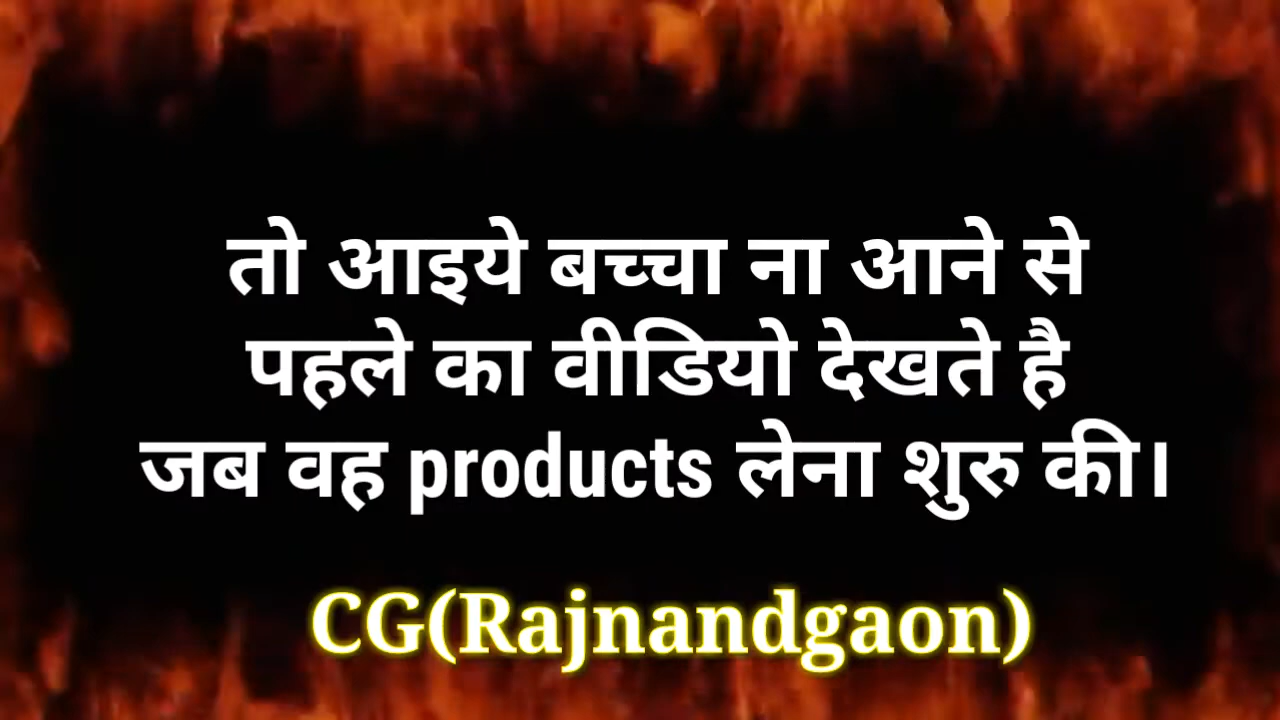 तो आइये बच्चा ना आने से
पहले का वीडियो देखते है
जब वह products लेना शुरु की।
CG(Rajnandgaon)